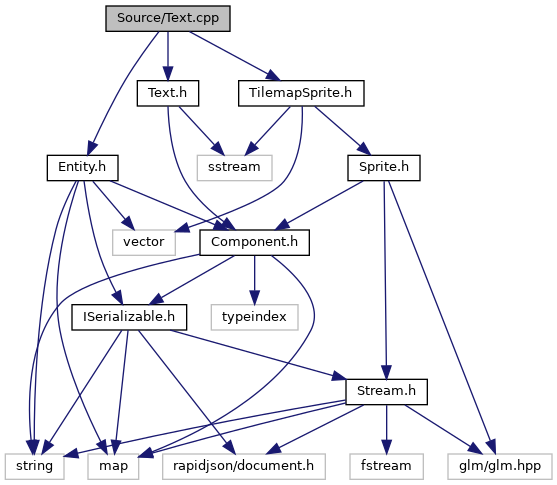 Source/Text.cpp
Text.h
TilemapSprite.h
Entity.h
sstream
Sprite.h
vector
Component.h
ISerializable.h
typeindex
Stream.h
string
map
rapidjson/document.h
fstream
glm/glm.hpp